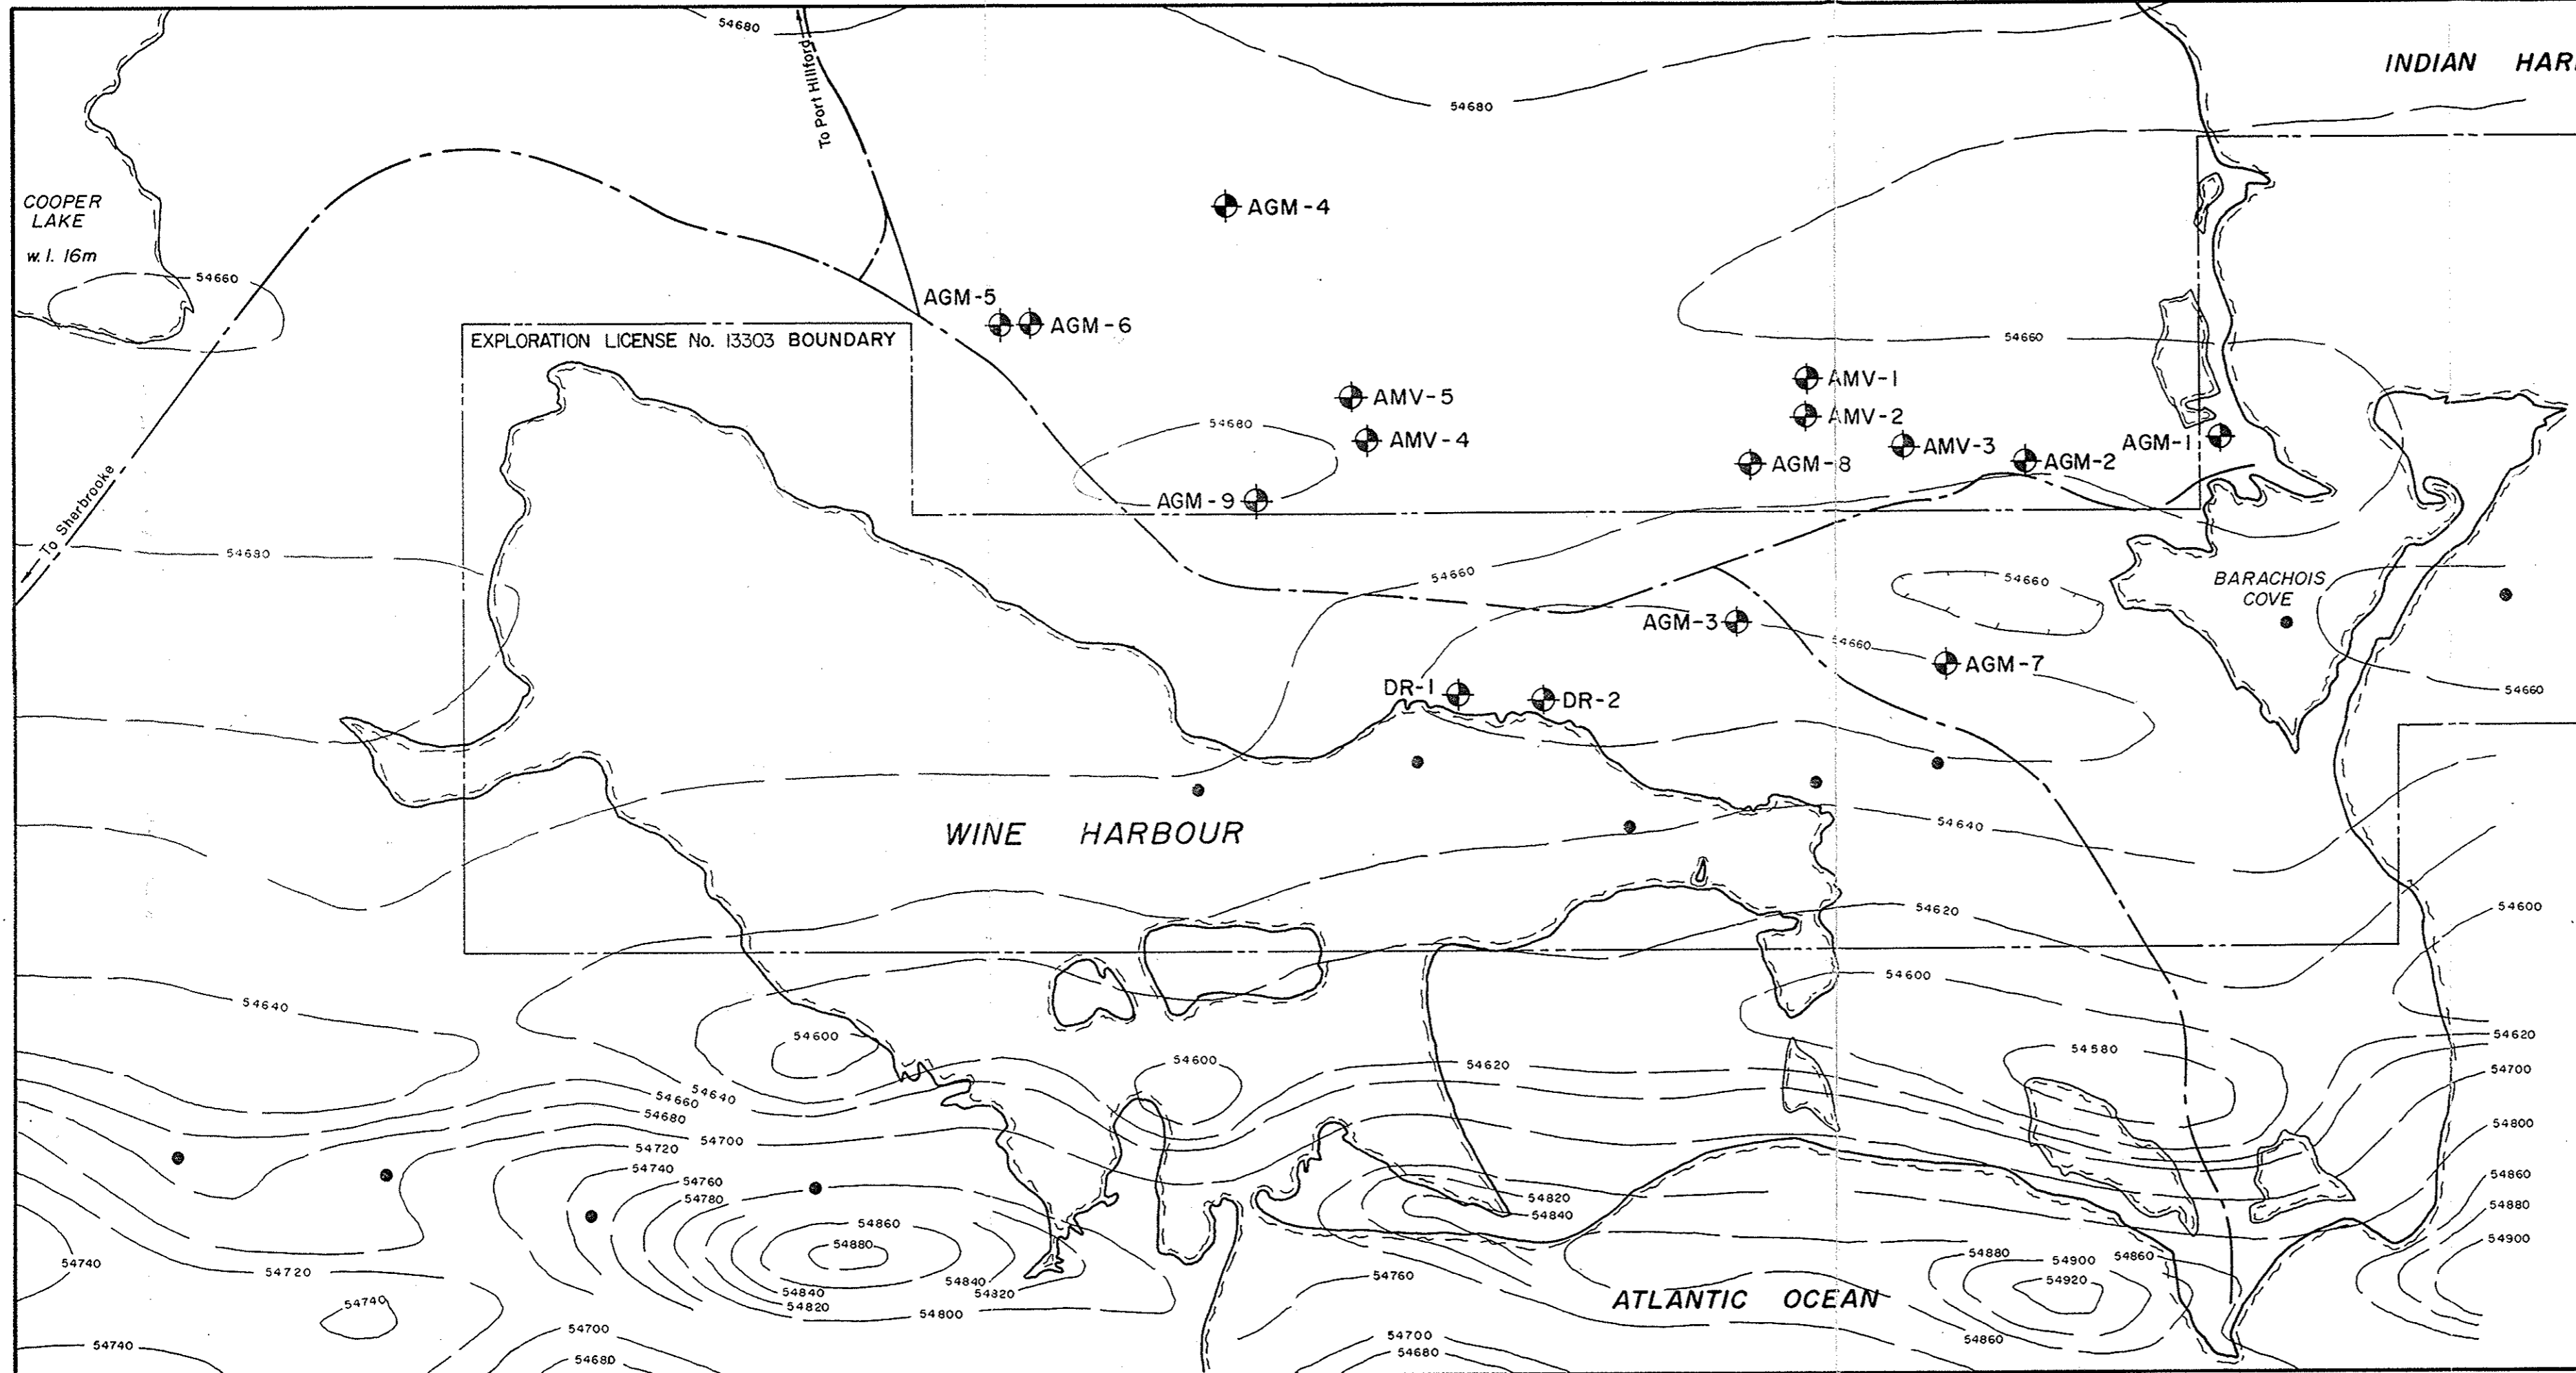 54680
To Port Hillford
INDIAN HAR
54680
COOPER
LAKE
w. l. 16m
54660
AGM-4
AGM-5
AGM-6
EXPLORATION LICENSE No. 13303 BOUNDARY
54660
AMV-1
AMV-5
AMV-2
54680
AMV-4
AMV-3
AGM-1
AGM-8
AGM-2
AGM-9
To Sherbrooke
54680
54660
54660
BARACHOIS
COVE
AGM-3
54660
AGM-7
DR-1
DR-2
54660
WINE HARBOUR
54640
54620
54600
54600
54640
54600
54600
54620
54580
54620
54700
54640
54660
54680
54700
54720
54740
54760
54780
54800
54860
54880
54900
54820
54840
54860
54880
54840
54820
54840
54820
54800
54740
54720
54740
54740
54700
54680
54760
54700
54680
ATLANTIC OCEAN
54880
54900
54920
54860
54860